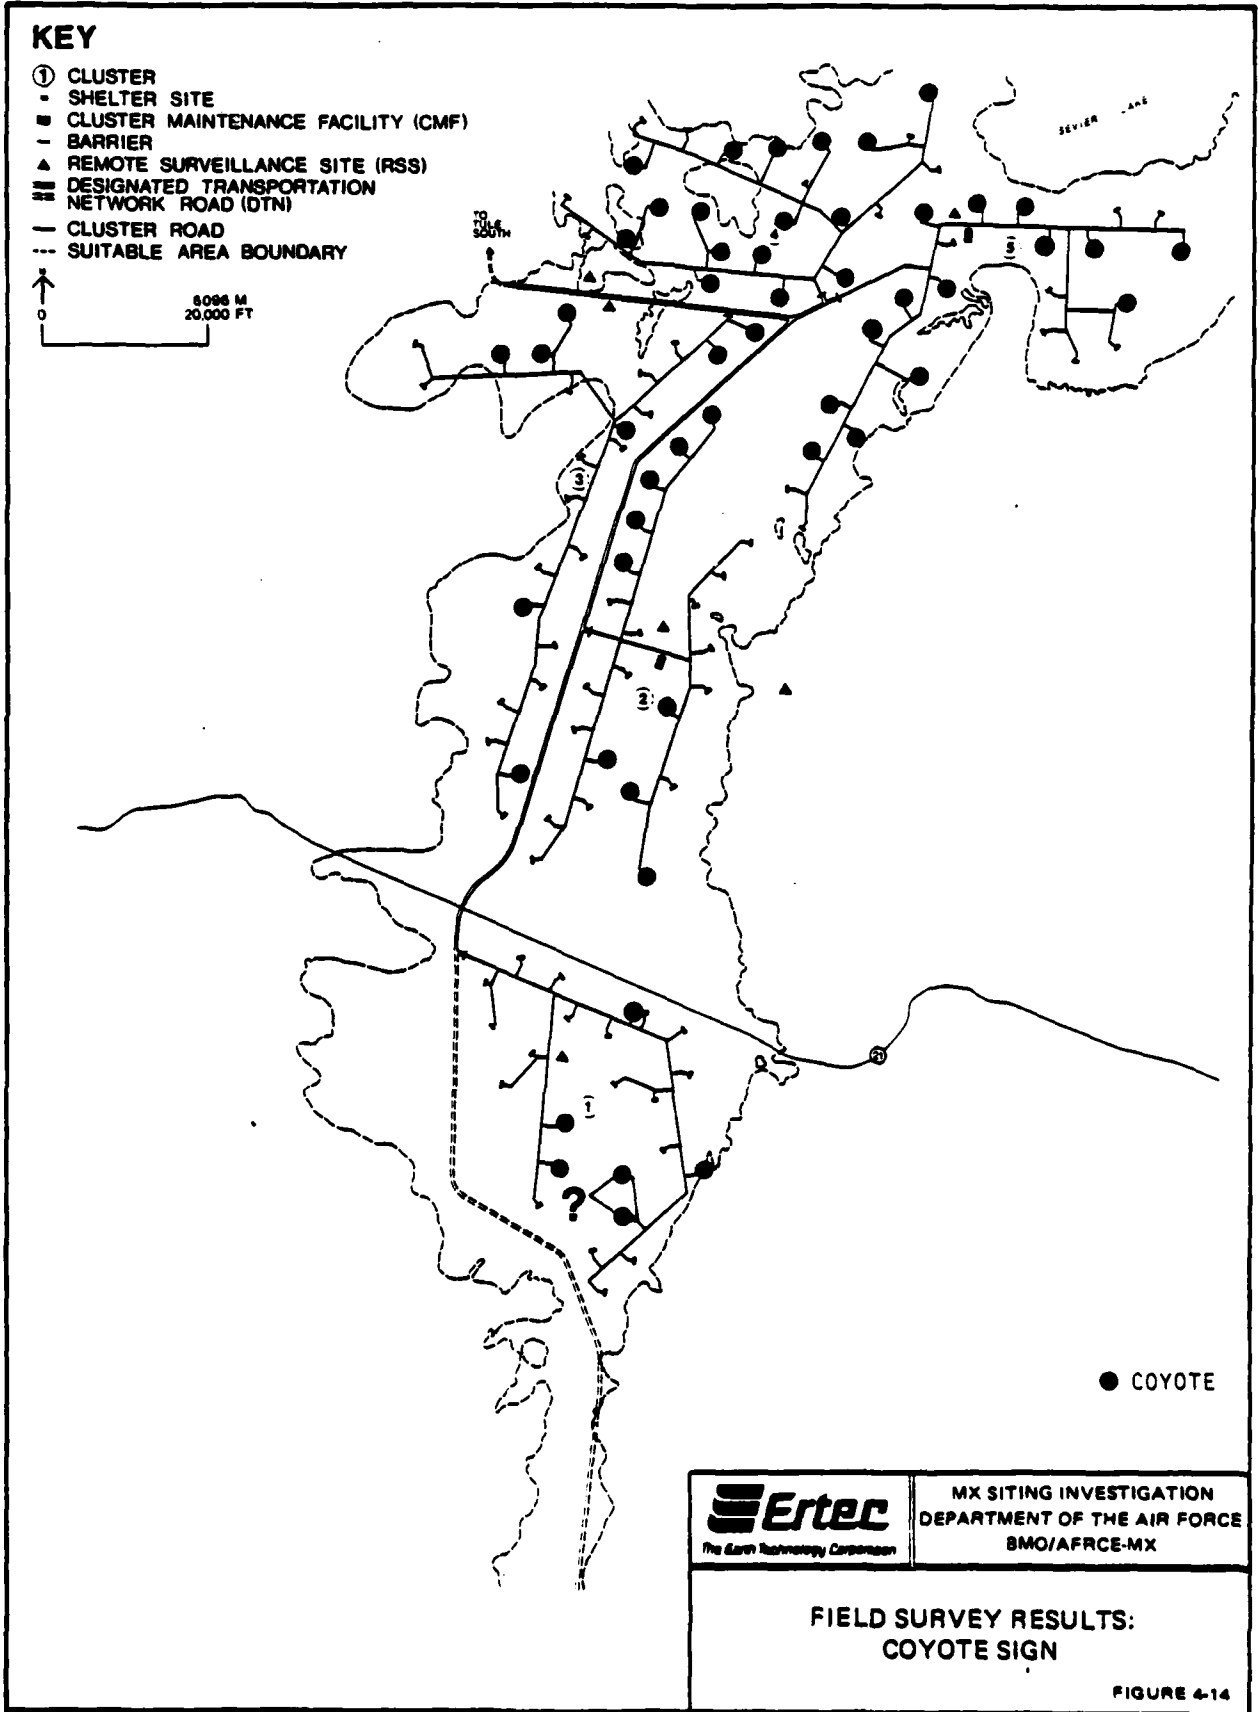 KEY
1 CLUSTER
SHELTER SITE
CLUSTER MAINTENANCE FACILITY (CMF)
BARRIER
REMOTE SURVEILLANCE SITE (RSS)
DESIGNATED TRANSPORTATION
NETWORK ROAD (DTN)
CLUSTER ROAD
SUITABLE AREA BOUNDARY
0
6096 M
20,000 FT
SEVIER LAKE
TO
TULE
SOUTH
5
3
2
21
1
?
COYOTE
Ertec
The Earth Technology Corporation
MX SITING INVESTIGATION
DEPARTMENT OF THE AIR FORCE
BMO/AFRCE-MX
FIELD SURVEY RESULTS:
COYOTE SIGN
FIGURE 4-14